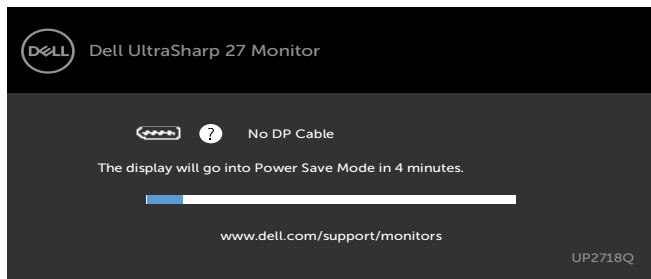 DELL Dell UltraSharp 27 Monitor
? No DP Cable
The display will go into Power Save Mode in 4 minutes.
www.dell.com/support/monitors
UP2718Q